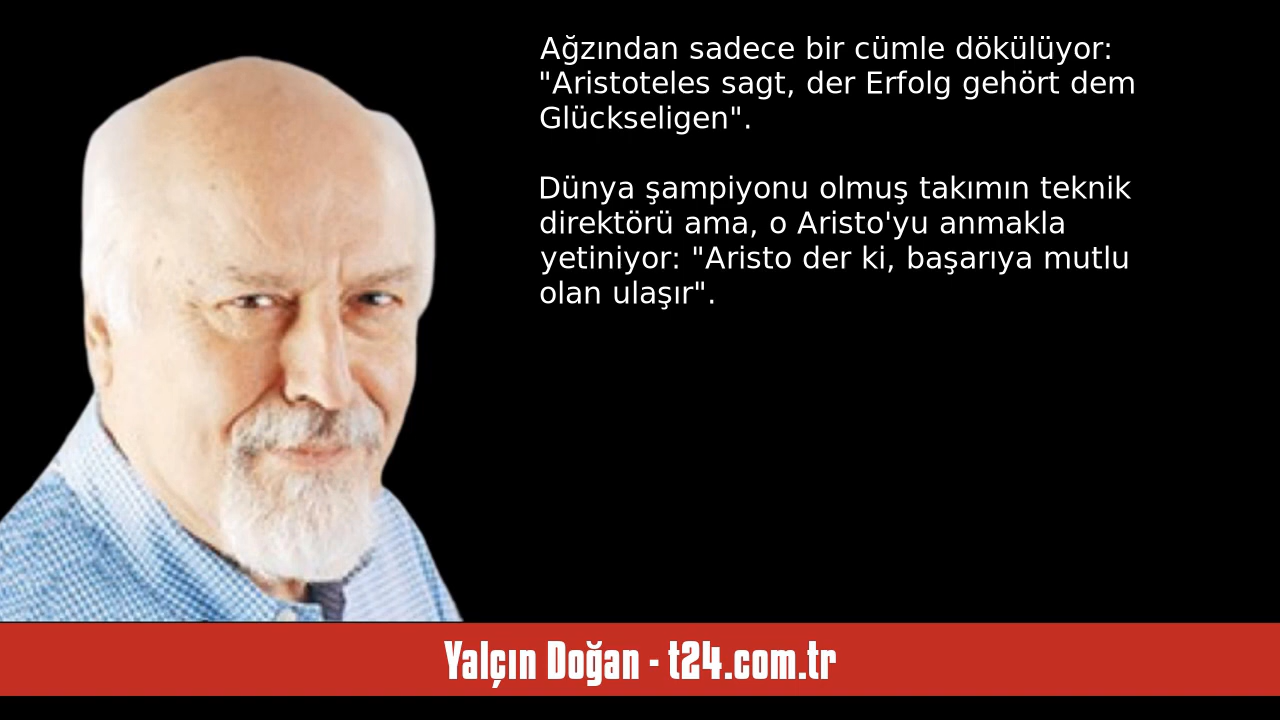 Ağzından sadece bir cümle dökülüyor:
"Aristoteles sagt, der Erfolg gehört dem
Glückseligen".
Dünya şampiyonu olmuş takımın teknik
direktörü ama, o Aristo'yu anmakla
yetiniyor: "Aristo der ki, başarıya mutlu
olan ulaşır".
Yalçın Doğan - t24.com.tr